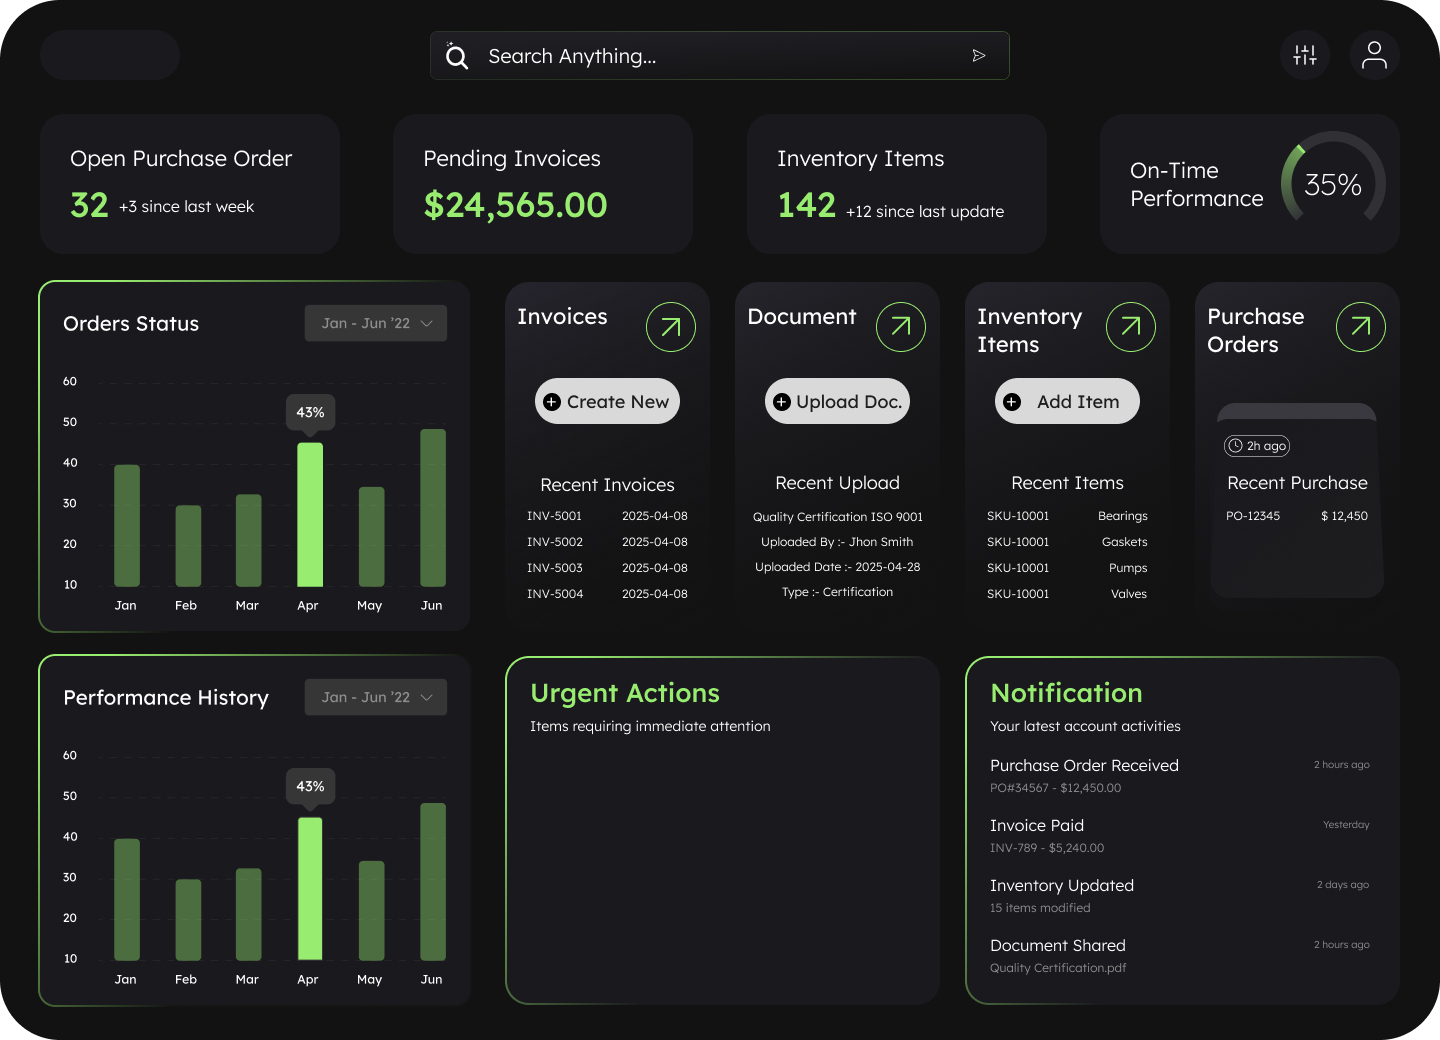 Search Anything...
Open Purchase Order
32 +3 since last week
Pending Invoices
$24,565.00
Inventory Items
142 +12 since last update
On-Time
Performance
35%
Orders Status
Jan - Jun ’22
60
50
40
30
20
10
43%
Jan Feb Mar Apr May Jun
Invoices
Create New
Recent Invoices
INV-5001 2025-04-08
INV-5002 2025-04-08
INV-5003 2025-04-08
INV-5004 2025-04-08
Document
Upload Doc.
Recent Upload
Quality Certification ISO 9001
Uploaded By :- Jhon Smith
Uploaded Date :- 2025-04-28
Type :- Certification
Inventory
Items
Add Item
Recent Items
SKU-10001 Bearings
SKU-10001 Gaskets
SKU-10001 Pumps
SKU-10001 Valves
Purchase
Orders
2h ago
Recent Purchase
PO-12345 $ 12,450
Performance History
Jan - Jun ’22
60
50
40
30
20
10
43%
Jan Feb Mar Apr May Jun
Urgent Actions
Items requiring immediate attention
Notification
Your latest account activities
Purchase Order Received 2 hours ago
PO#34567 - $12,450.00
Invoice Paid Yesterday
INV-789 - $5,240.00
Inventory Updated 2 days ago
15 items modified
Document Shared 2 hours ago
Quality Certification.pdf